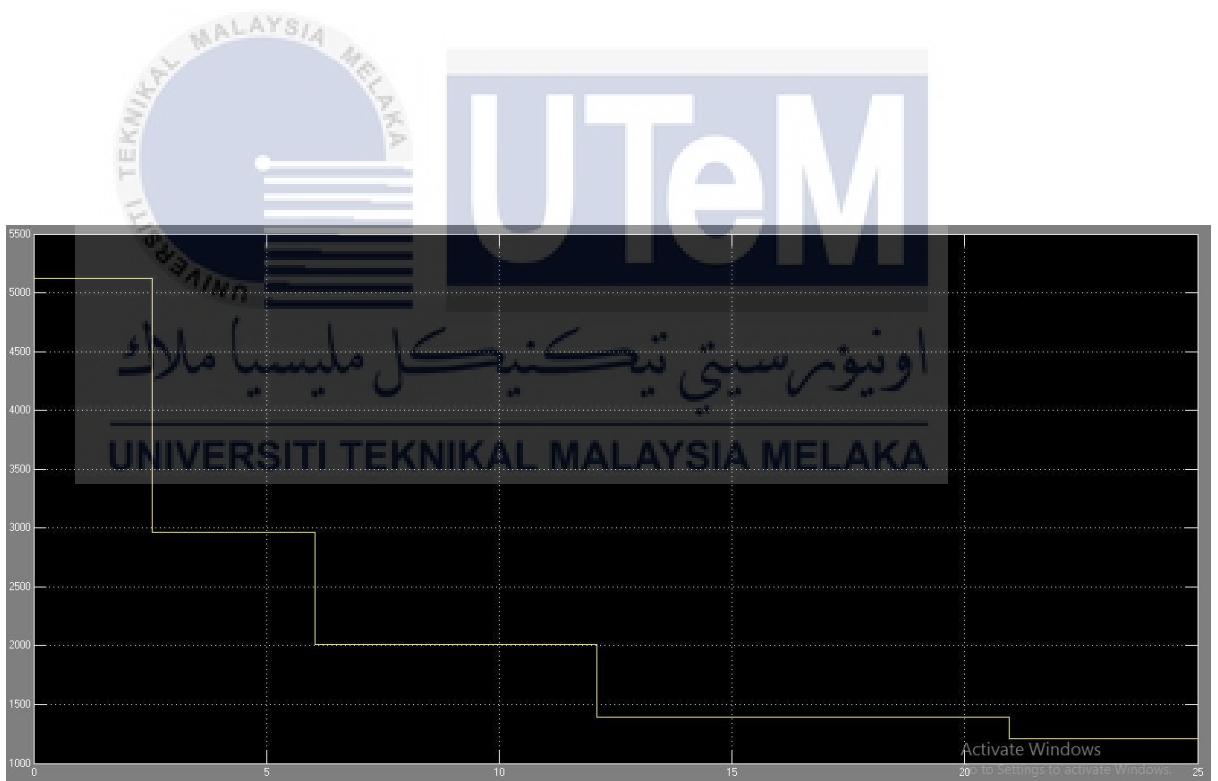 UNIVERSITI TEKNIKAL MALAYSIA MELAKA
UTeM
5500
5000
4500
اونيۏرسيتي تيكنيكل مليسيا ملاك
4000
3500
UNIVERSITI TEKNIKAL MALAYSIA MELAKA
3000
2500
2000
1500
Activate Windows
Go to Settings to activate Windows.
1000
0 5 10 15 20 25